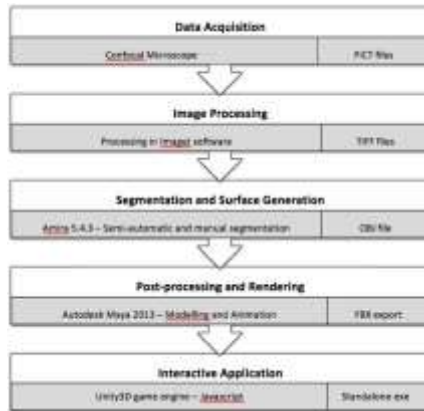 Data Acquisition
Confocal Microscope PICT files
Image Processing
Processing in ImageJ software TIFF files
Segmentation and Surface Generation
Amira 5.4.3 – Semi-automatic and manual segmentation OBJ file
Post-processing and Rendering
Autodesk Maya 2013 – Modelling and Animation FBX export
Interactive Application
Unity3D game engine – Javascript Standalone exe